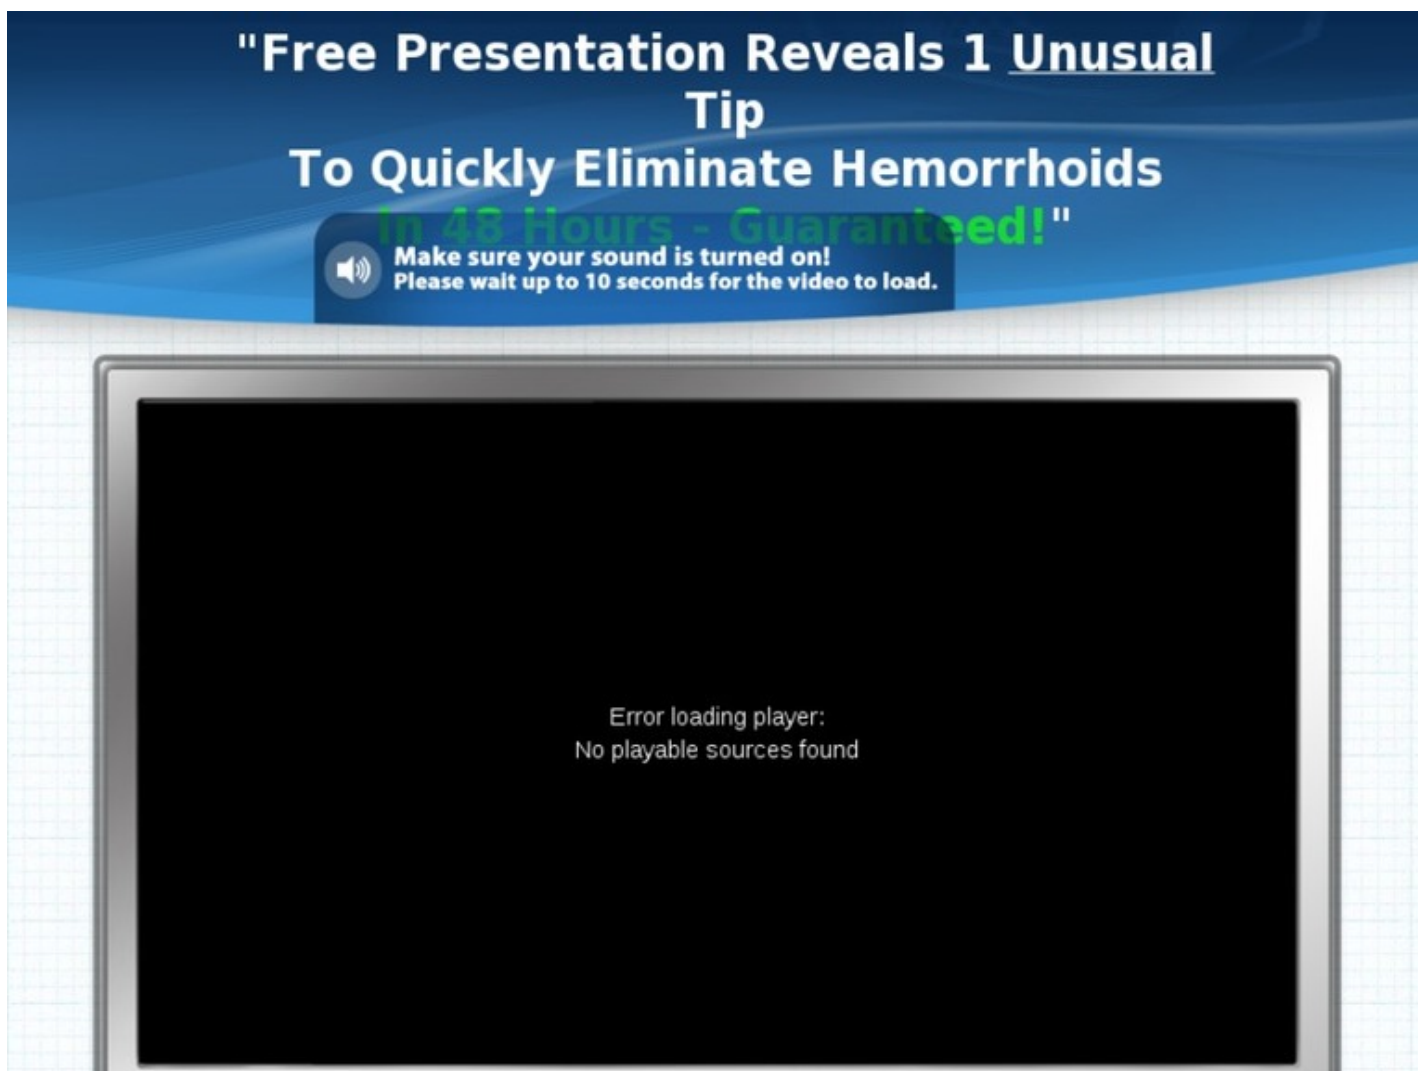 "Free Presentation Reveals 1 Unusual
Tip
To Quickly Eliminate Hemorrhoids
In 48 Hours - Guaranteed!"
Make sure your sound is turned on!
Please wait up to 10 seconds for the video to load.
Error loading player:
No playable sources found